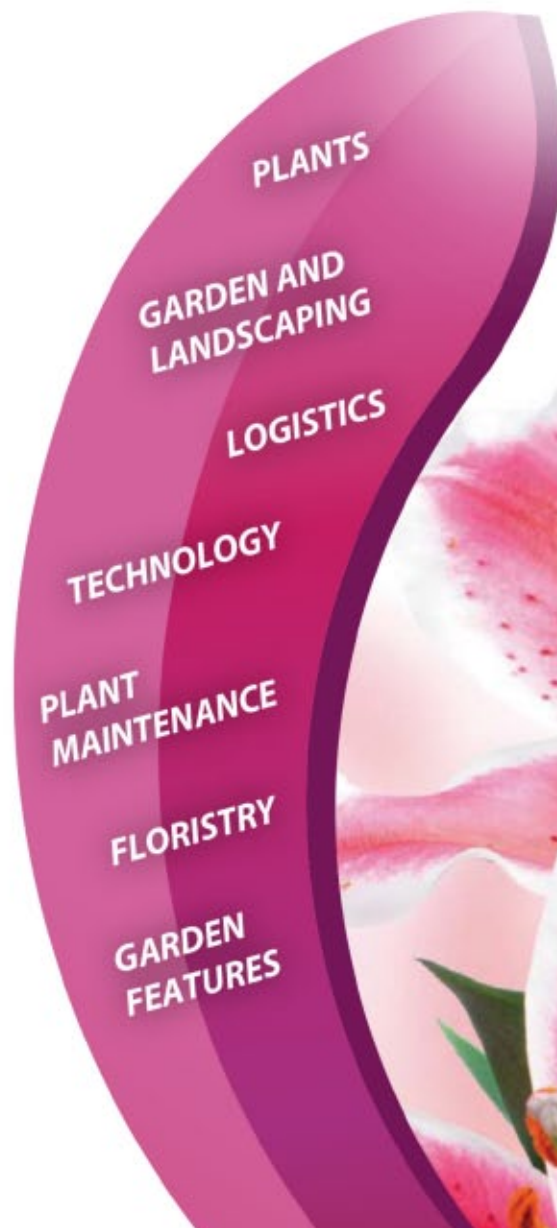 PLANTS
GARDEN AND
LANDSCAPING
LOGISTICS
TECHNOLOGY
PLANT
MAINTENANCE
FLORISTRY
GARDEN
FEATURES